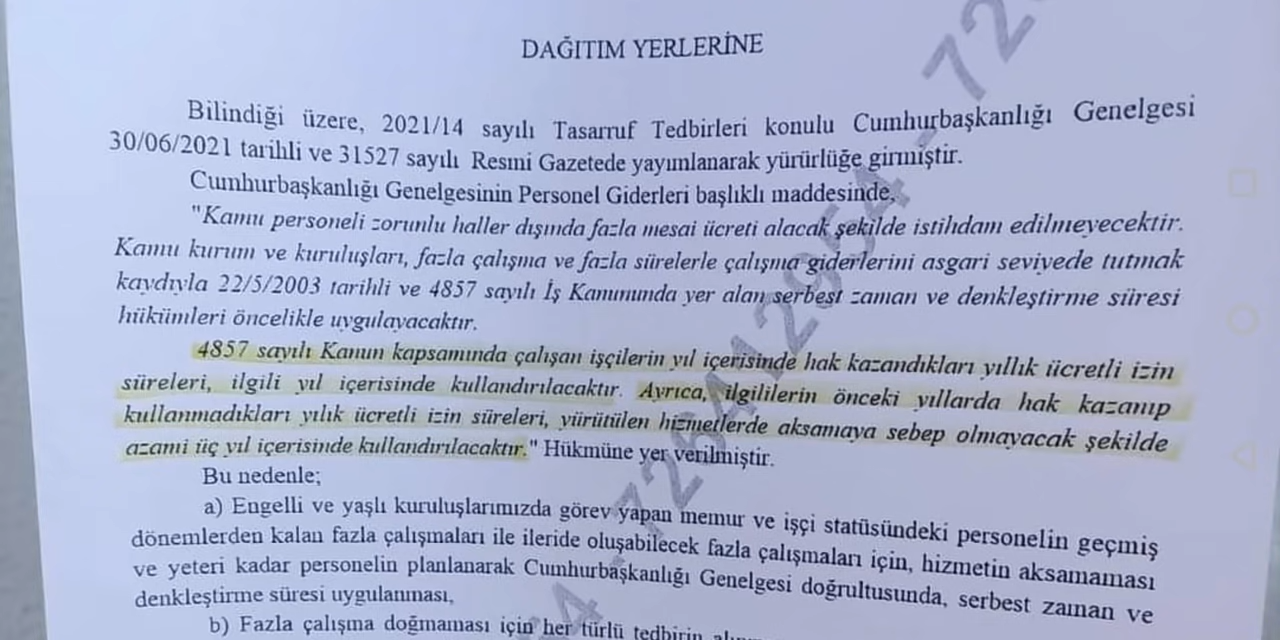 DAĞITIM YERLERİNE
Bilindiği üzere, 2021/14 sayılı Tasarruf Tedbirleri konulu Cumhurbaşkanlığı Genelgesi
30/06/2021 tarihli ve 31527 sayılı Resmi Gazetede yayımlanarak yürürlüğe girmiştir.
Cumhurbaşkanlığı Genelgesinin Personel Giderleri başlıklı maddesinde,
"Kamu personeli zorunlu haller dışında fazla mesai ücreti alacak şekilde istihdam edilmeyecektir.
Kamu kurum ve kuruluşları, fazla çalışma ve fazla sürelerle çalışma giderlerini asgari seviyede tutmak
kaydıyla 22/5/2003 tarihli ve 4857 sayılı İş Kanununda yer alan serbest zaman ve denkleştirme süresi
hükümleri öncelikle uygulayacaktır.
4857 sayılı Kanun kapsamında çalışan işçilerin yıl içerisinde hak kazandıkları yıllık ücretli izin
süreleri, ilgili yıl içerisinde kullandırılacaktır. Ayrıca, ilgililerin önceki yıllarda hak kazanıp
kullanmadıkları yılık ücretli izin süreleri, yürütülen hizmetlerde aksamaya sebep olmayacak şekilde
azami üç yıl içerisinde kullandırılacaktır." Hükmüne yer verilmiştir.
Bu nedenle;
a) Engelli ve yaşlı kuruluşlarımızda görev yapan memur ve işçi statüsündeki personelin geçmiş
dönemlerden kalan fazla çalışmaları ile ileride oluşabilecek fazla çalışmaları için, hizmetin aksamaması
ve yeteri kadar personelin planlanarak Cumhurbaşkanlığı Genelgesi doğrultusunda, serbest zaman ve
denkleştirme süresi uygulanması,
b) Fazla çalışma doğmaması için her türlü tedbirin